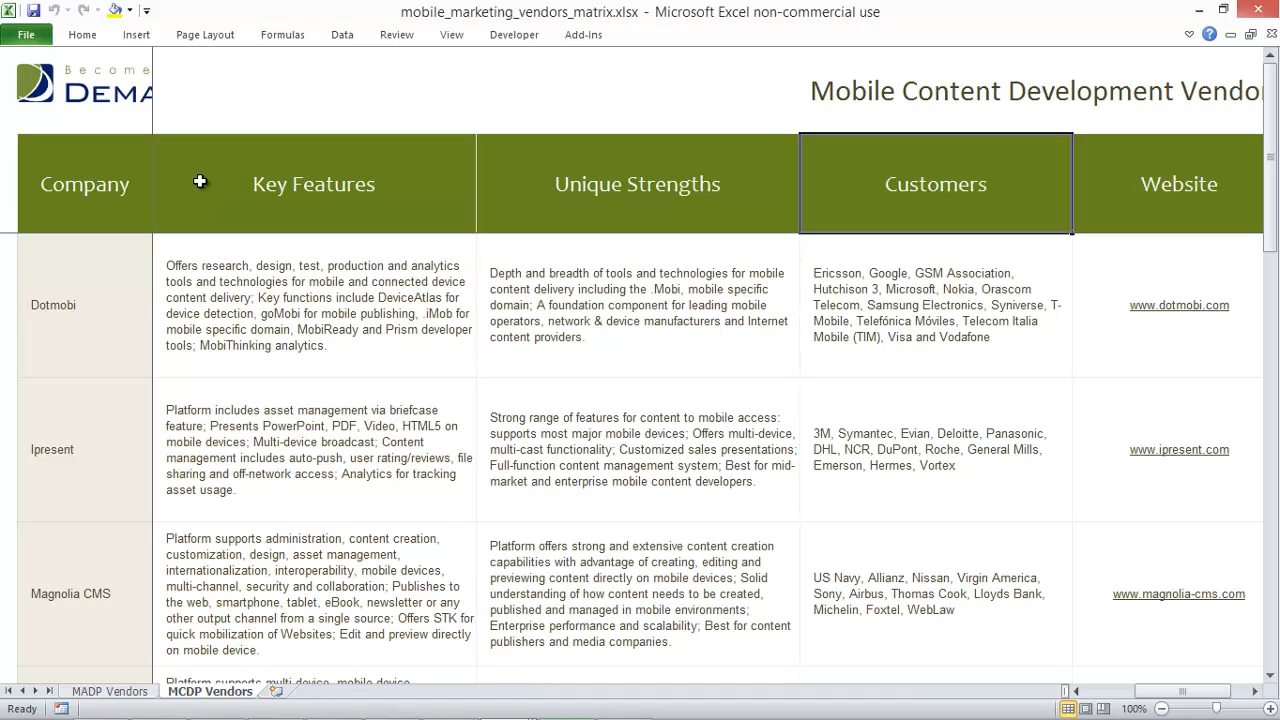 mobile_marketing_vendors_matrix.xlsx - Microsoft Excel non-commercial use
File Home Insert Page Layout Formulas Data Review View Developer Add-Ins
Become
DEMA
Mobile Content Development Vendo
Company
Key Features
Unique Strengths
Customers
Website
Dotmobi
Offers research, design, test, production and analytics
tools and technologies for mobile and connected device
content delivery; Key functions include DeviceAtlas for
device detection, goMobi for mobile publishing, .iMob for
mobile specific domain, MobiReady and Prism developer
tools; MobiThinking analytics.
Depth and breadth of tools and technologies for mobile
content delivery including the .Mobi, mobile specific
domain; A foundation component for leading mobile
operators, network & device manufacturers and Internet
content providers.
Ericsson, Google, GSM Association,
Hutchison 3, Microsoft, Nokia, Orascom
Telecom, Samsung Electronics, Syniverse, T-
Mobile, Telefónica Móviles, Telecom Italia
Mobile (TIM), Visa and Vodafone
www.dotmobi.com
Ipresent
Platform includes asset management via briefcase
feature; Presents PowerPoint, PDF, Video, HTML5 on
mobile devices; Multi-device broadcast; Content
management includes auto-push, user rating/reviews, file
sharing and off-network access; Analytics for tracking
asset usage.
Strong range of features for content to mobile access:
supports most major mobile devices; Offers multi-device,
multi-cast functionality; Customized sales presentations;
Full-function content management system; Best for mid-
market and enterprise mobile content developers.
3M, Symantec, Evian, Deloitte, Panasonic,
DHL, NCR, DuPont, Roche, General Mills,
Emerson, Hermes, Vortex
www.ipresent.com
Magnolia CMS
Platform supports administration, content creation,
customization, design, asset management,
internationalization, interoperability, mobile devices,
multi-channel, security and collaboration; Publishes to
the web, smartphone, tablet, eBook, newsletter or any
other output channel from a single source; Offers STK for
quick mobilization of Websites; Edit and preview directly
on mobile device.
Platform offers strong and extensive content creation
capabilities with advantage of creating, editing and
previewing content directly on mobile devices; Solid
understanding of how content needs to be created,
published and managed in mobile environments;
Enterprise performance and scalability; Best for content
publishers and media companies.
US Navy, Allianz, Nissan, Virgin America,
Sony, Airbus, Thomas Cook, Lloyds Bank,
Michelin, Foxtel, WebLaw
www.magnolia-cms.com
Platform supports multi-device, mobile device
MADP Vendors MCDP Vendors
Ready
100%